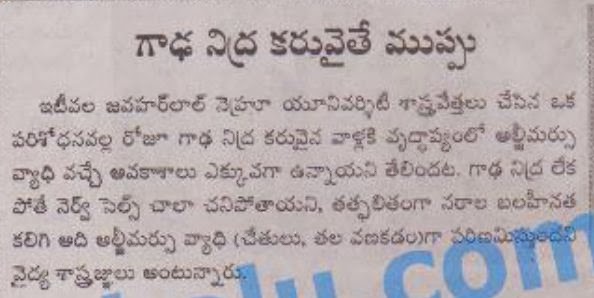 గాఢ నిద్ర కరువైతే ముప్పు
ఇటీవల జవహర్‌లాల్ నెహ్రూ యూనివర్శిటీ శాస్త్రవేత్తలు చేసిన ఒక
పరిశోధనవల్ల రోజూ గాఢ నిద్ర కరువైన వాళ్లకి వృద్ధాప్యంలో అల్జీమర్సు
వ్యాధి వచ్చే అవకాశాలు ఎక్కువగా ఉన్నాయని తేలిందట. గాఢ నిద్ర లేక
పోతే నెర్వ్ సెల్స్ చాలా చనిపోతాయని, తత్ఫలితంగా నరాల బలహీనత
కలిగి అది అల్జీమర్సు వ్యాధి (చేతులు, తల వణకడం)గా పరిణమిస్తుందని
వైద్య శాస్త్రజ్ఞులు అంటున్నారు.